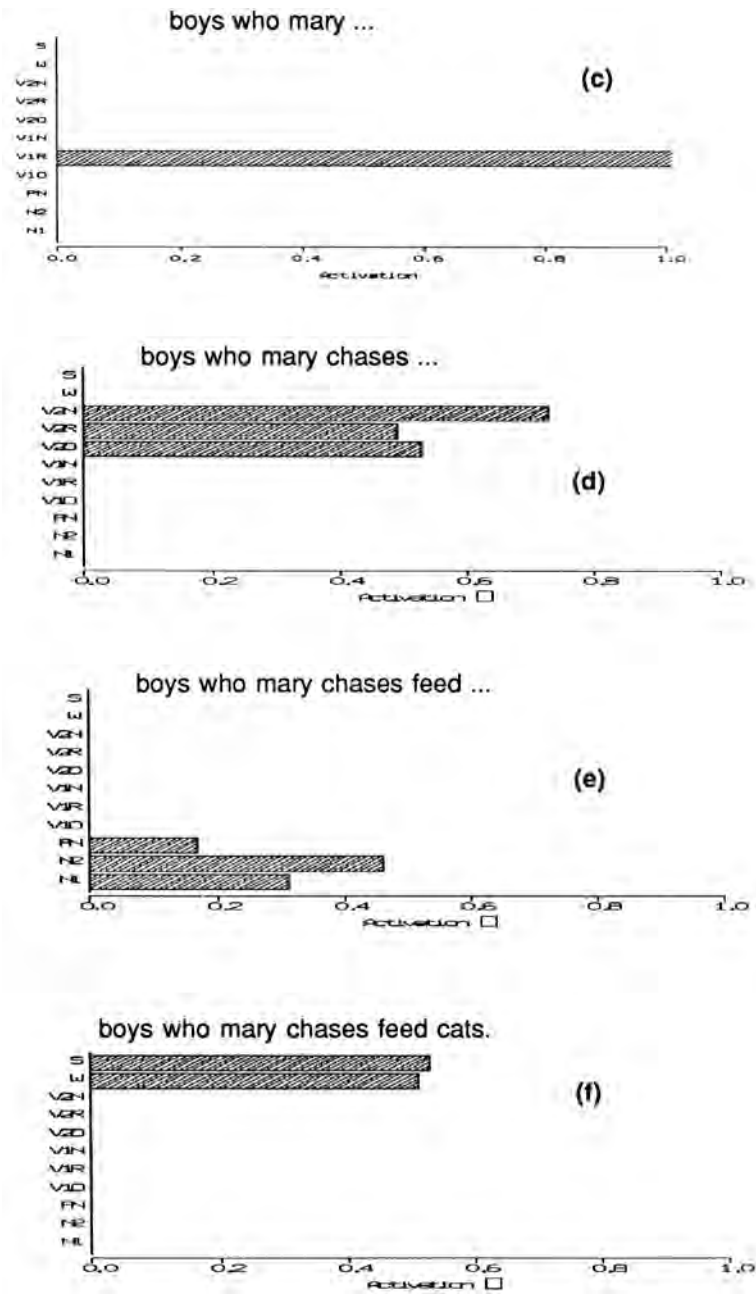 boys who mary ...
(c)
S
W
V2N
V2R
V2O
V1N
V1R
V1O
PN
N2
N1
0.0 0.2 0.4 0.6 0.8 1.0
Activation
boys who mary chases ...
(d)
S
W
V2N
V2R
V2O
V1N
V1R
V1O
PN
N2
N1
0.0 0.2 0.4 0.6 0.8 1.0
Activation
boys who mary chases feed ...
(e)
S
W
V2N
V2R
V2O
V1N
V1R
V1O
PN
N2
N1
0.0 0.2 0.4 0.6 0.8 1.0
Activation
boys who mary chases feed cats.
(f)
S
W
V2N
V2R
V2O
V1N
V1R
V1O
PN
N2
N1
0.0 0.2 0.4 0.6 0.8 1.0
Activation